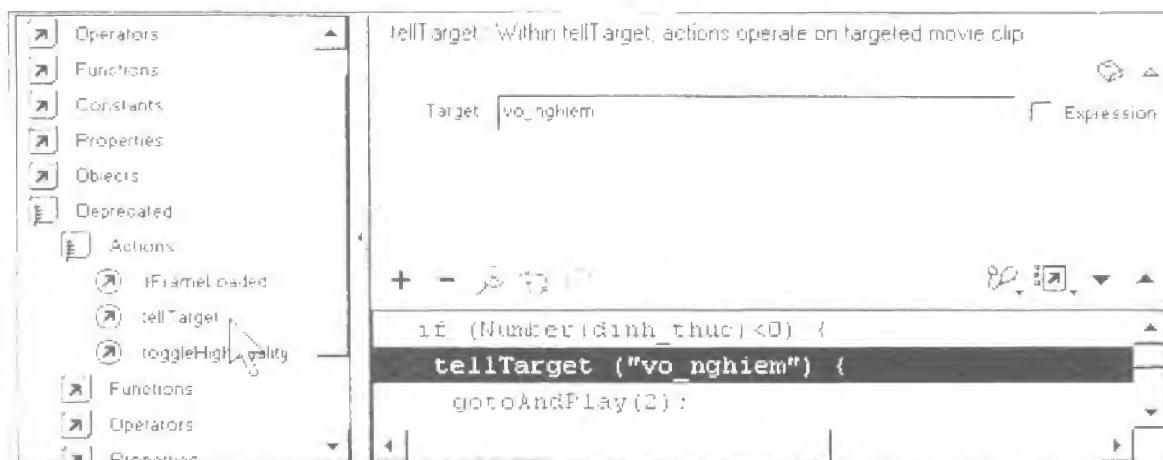 Operators
Functions
Constants
Properties
Objects
Deprecated
Actions
ifFrameLoaded
tellTarget
toggleHighQuality
Functions
Operators
Properties
tellTarget : Within tellTarget, actions operate on targeted movie clip
Target vo_nghiem
Expression
if (Number(dinh_thuc)<0) {
tellTarget ("vo_nghiem") {
gotoAndPlay(2);